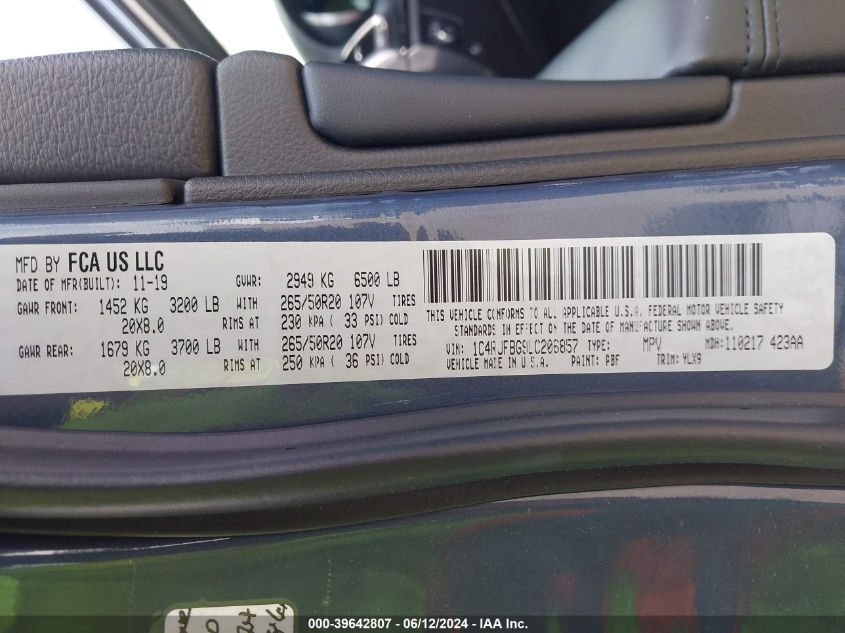 MFD BY FCA US LLC
DATE OF MFR(BUILT): 11-19 GVWR: 2949 KG 6500 LB
GAWR FRONT: 1452 KG 3200 LB WITH 265/50R20 107V TIRES
20X8.0 RIMS AT 230 KPA ( 33 PSI) COLD
GAWR REAR: 1679 KG 3700 LB WITH 265/50R20 107V TIRES
20X8.0 RIMS AT 250 KPA ( 36 PSI) COLD
THIS VEHICLE CONFORMS TO ALL APPLICABLE U.S.A. FEDERAL MOTOR VEHICLE SAFETY
STANDARDS IN EFFECT ON THE DATE OF MANUFACTURE SHOWN ABOVE.
VIN: 1C4RJFBG9LC206857 TYPE: MPV MDH: 110217 423AA
VEHICLE MADE IN U.S.A. PAINT: PBF TRIM: YLX9
000-39642807 - 06/12/2024 - IAA Inc.